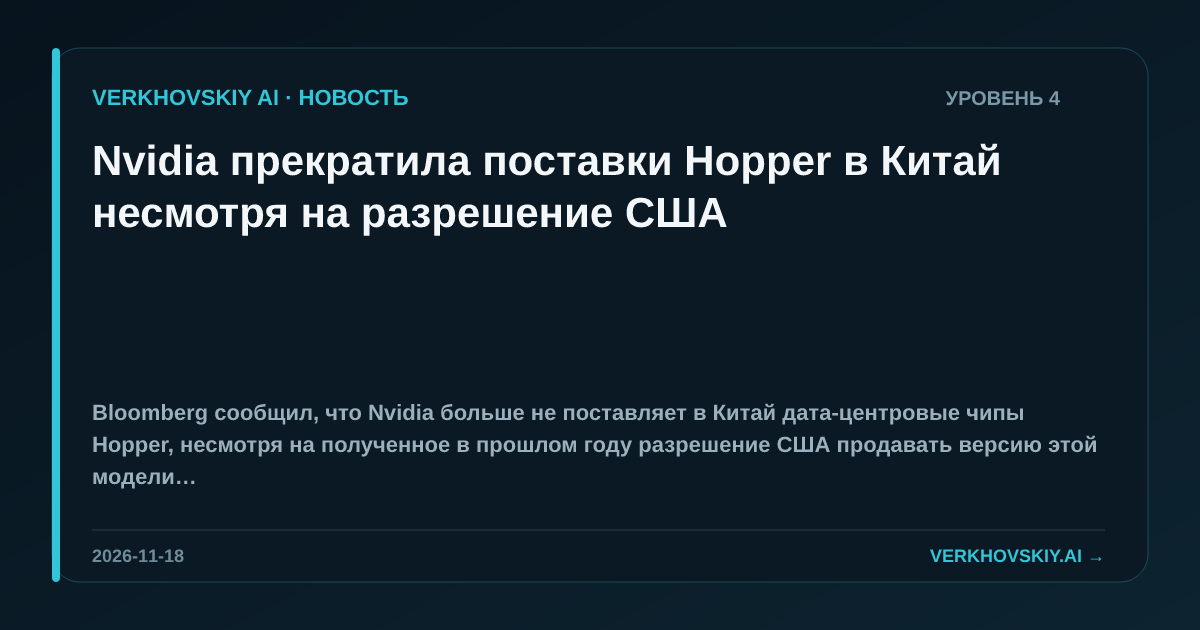 VERKHOVSKIY AI · НОВОСТЬ
УРОВЕНЬ 4
Nvidia прекратила поставки Hopper в Китай
несмотря на разрешение США
Bloomberg сообщил, что Nvidia больше не поставляет в Китай дата-центровые чипы
Hopper, несмотря на полученное в прошлом году разрешение США продавать версию этой
модели…
2026-11-18
VERKHOVSKIY.AI →